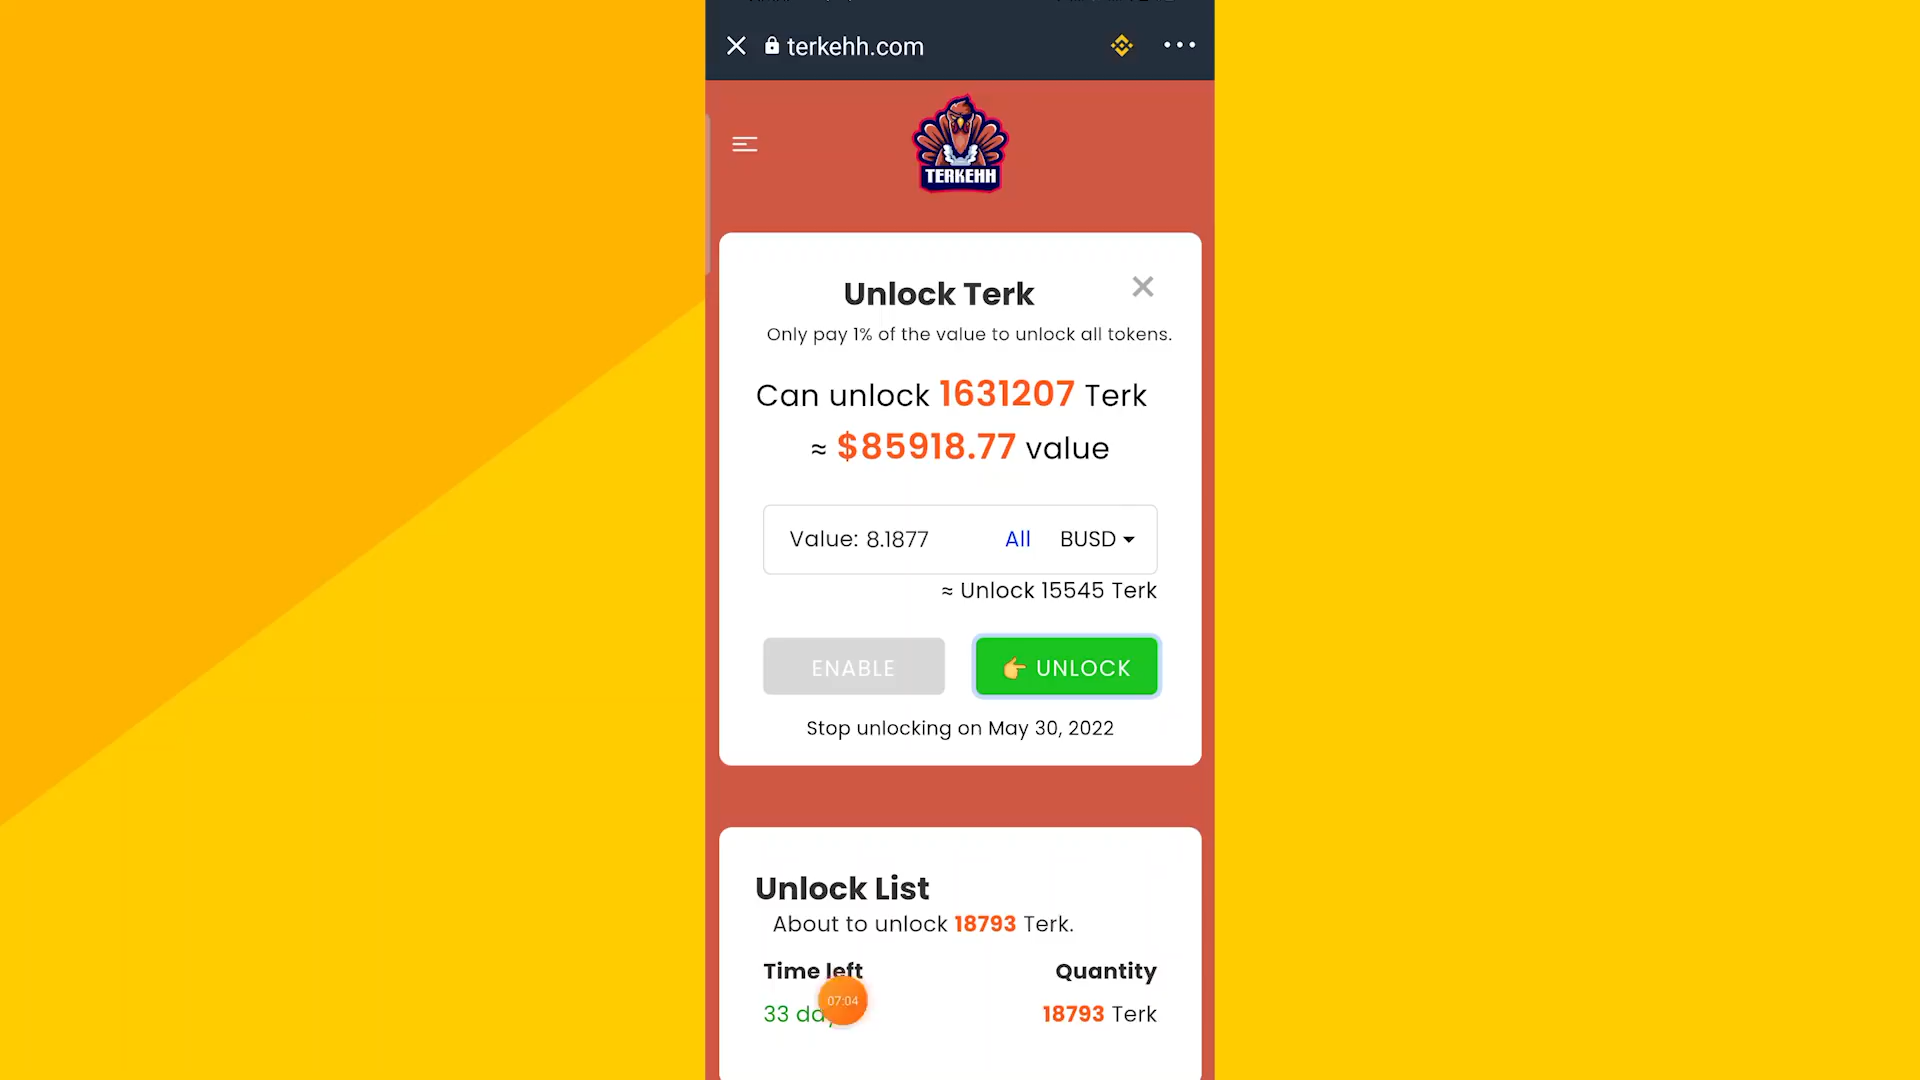 terkehh.com
TERKEHH
Unlock Terk
Only pay 1% of the value to unlock all tokens.
Can unlock 1631207 Terk
≈ $85918.77 value
Value: 8.1877 All BUSD
≈ Unlock 15545 Terk
ENABLE
👉 UNLOCK
Stop unlocking on May 30, 2022
Unlock List
About to unlock 18793 Terk.
Time left Quantity
33 18793 Terk
07:04